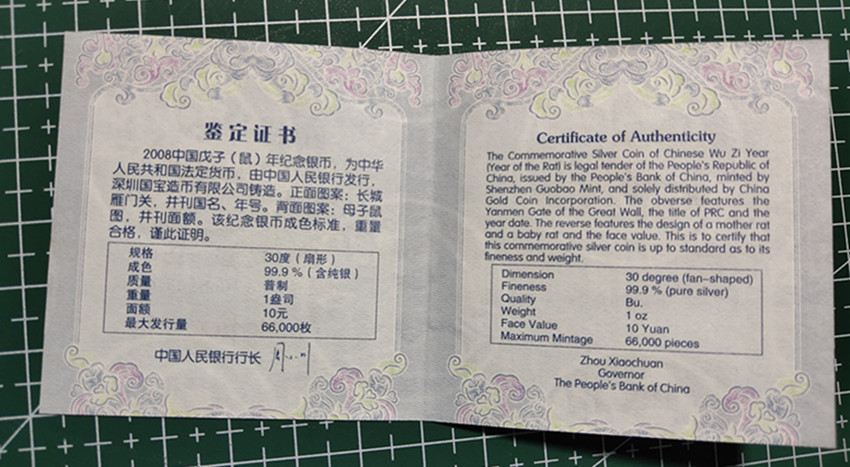 鉴定证书
2008中国戊子（鼠）年纪念银币，为中华
人民共和国法定货币，由中国人民银行发行，
深圳国宝造币有限公司铸造。正面图案：长城
雁门关，并刊国名、年号。背面图案：母子鼠
图，并刊面额。该纪念银币成色标准，重量
合格，谨此证明。
规格 30度（扇形）
成色 99.9％（含纯银）
质量 普制
重量 1盎司
面额 10元
最大发行量 66,000枚
中国人民银行行长
Certificate of Authenticity
The Commemorative Silver Coin of Chinese Wu Zi Year
(Year of the Rat) is legal tender of the People's Republic of
China, issued by the People's Bank of China, minted by
Shenzhen Guobao Mint, and solely distributed by China
Gold Coin Incorporation. The obverse features the
Yanmen Gate of the Great Wall, the title of PRC and the
year date. The reverse features the design of a mother rat
and a baby rat and the face value. This is to certify that
this commemorative silver coin is up to standard as to its
fineness and weight.
Dimension 30 degree (fan-shaped)
Fineness 99.9 % (pure silver)
Quality Bu.
Weight 1 oz
Face Value 10 Yuan
Maximum Mintage 66,000 pieces
Zhou Xiaochuan
Governor
The People's Bank of China